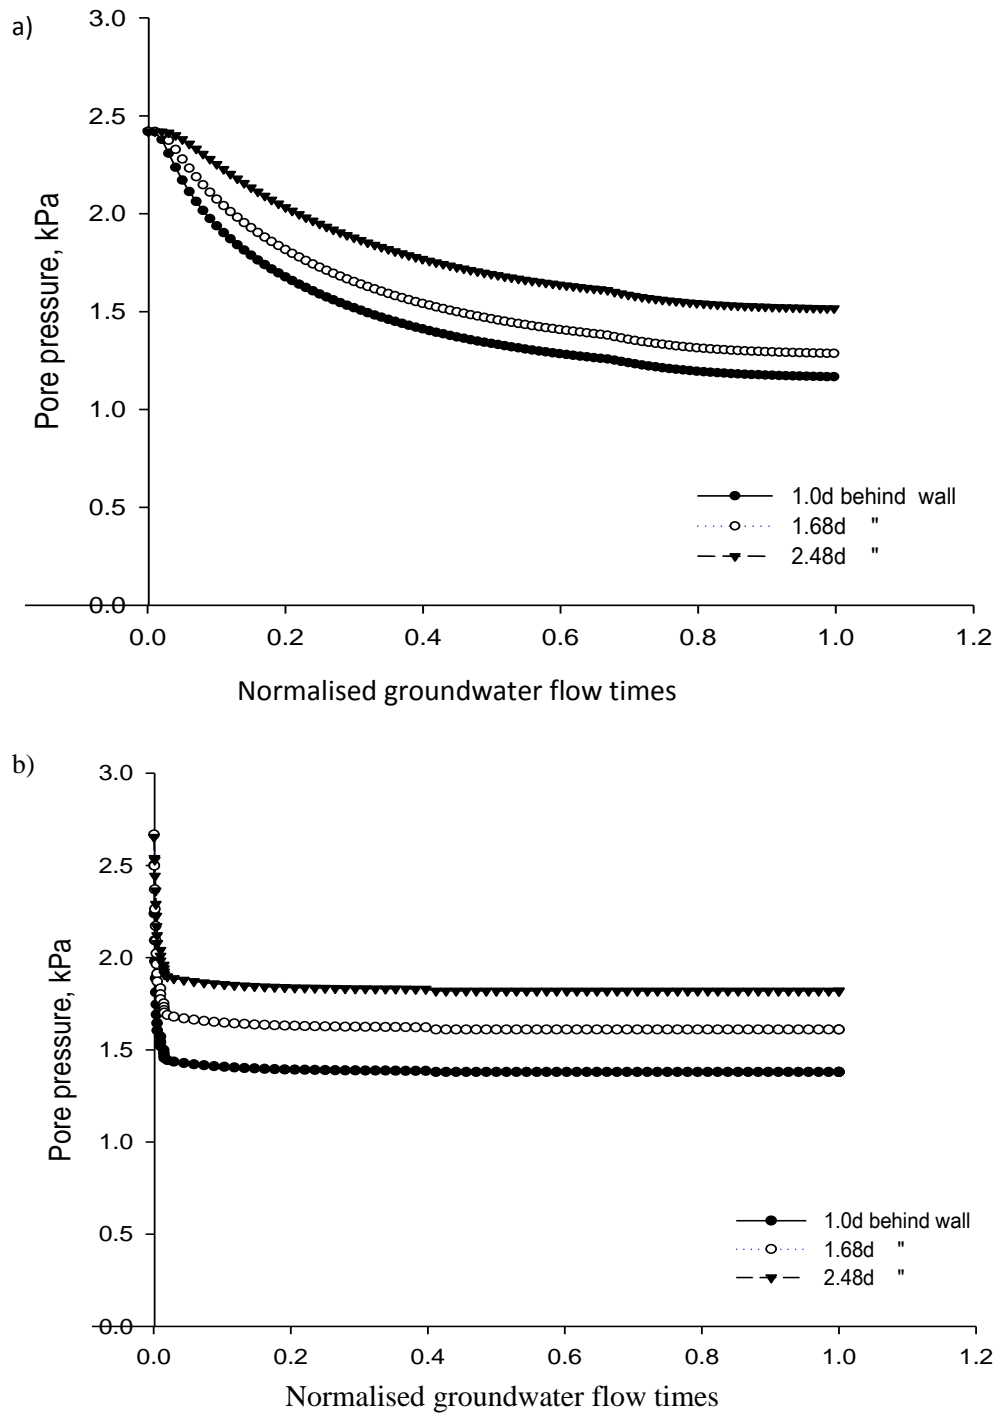 a)
3.0
2.5
2.0
1.5
1.0
0.5
0.0
Pore pressure, kPa
1.0d behind wall
1.68d "
2.48d "
0.0 0.2 0.4 0.6 0.8 1.0 1.2
Normalised groundwater flow times
b)
3.0
2.5
2.0
1.5
1.0
0.5
0.0
Pore pressure, kPa
1.0d behind wall
1.68d "
2.48d "
0.0 0.2 0.4 0.6 0.8 1.0 1.2
Normalised groundwater flow times